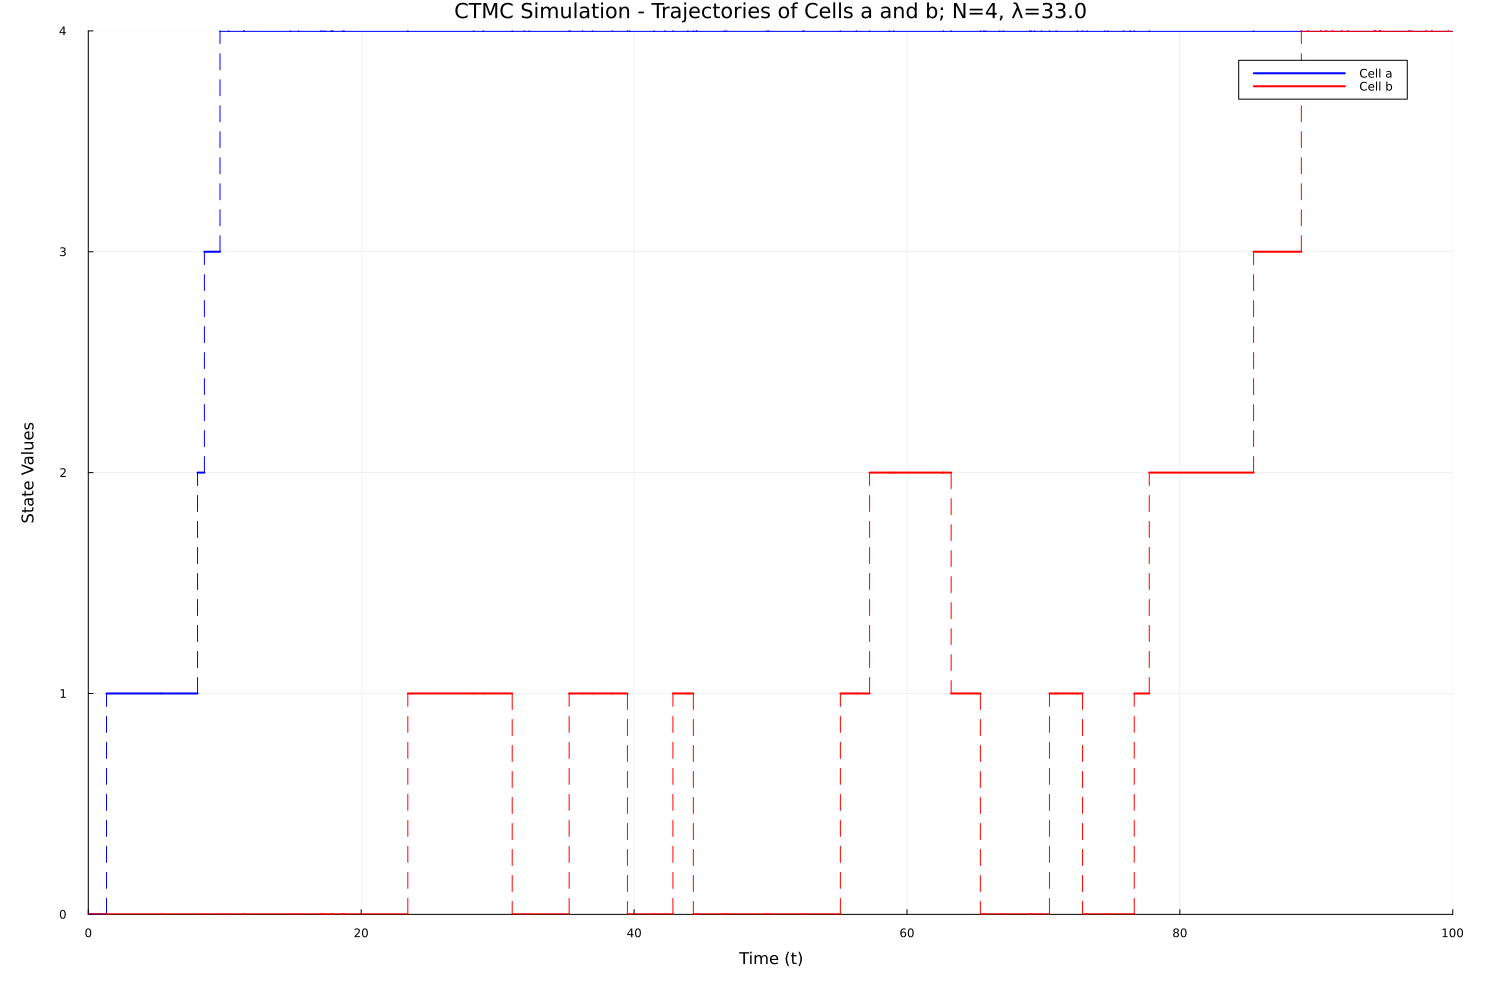 CTMC Simulation - Trajectories of Cells a and b; N=4, λ=33.0
4
Cell a
Cell b
3
State Values
2
1
0
0 20 40 60 80 100
Time (t)